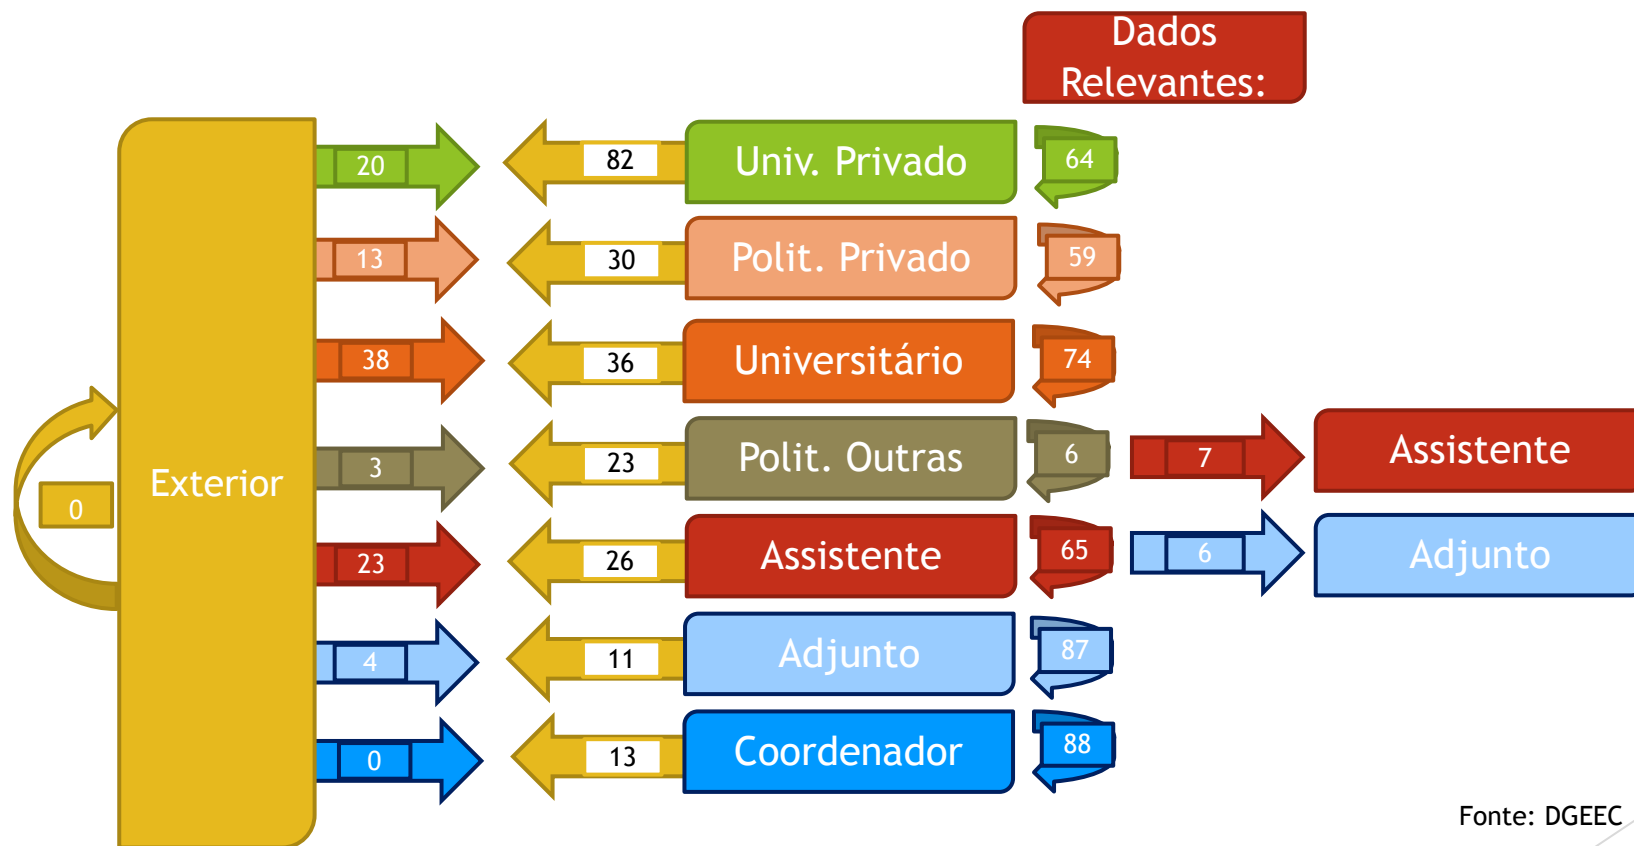 Dados
Relevantes:
20
82
Univ. Privado
64
13
30
Polit. Privado
59
38
36
Universitário
74
3
23
Polit. Outras
6
7
Assistente
Exterior
0
23
26
Assistente
65
6
Adjunto
4
11
Adjunto
87
0
13
Coordenador
88
Fonte: DGEEC